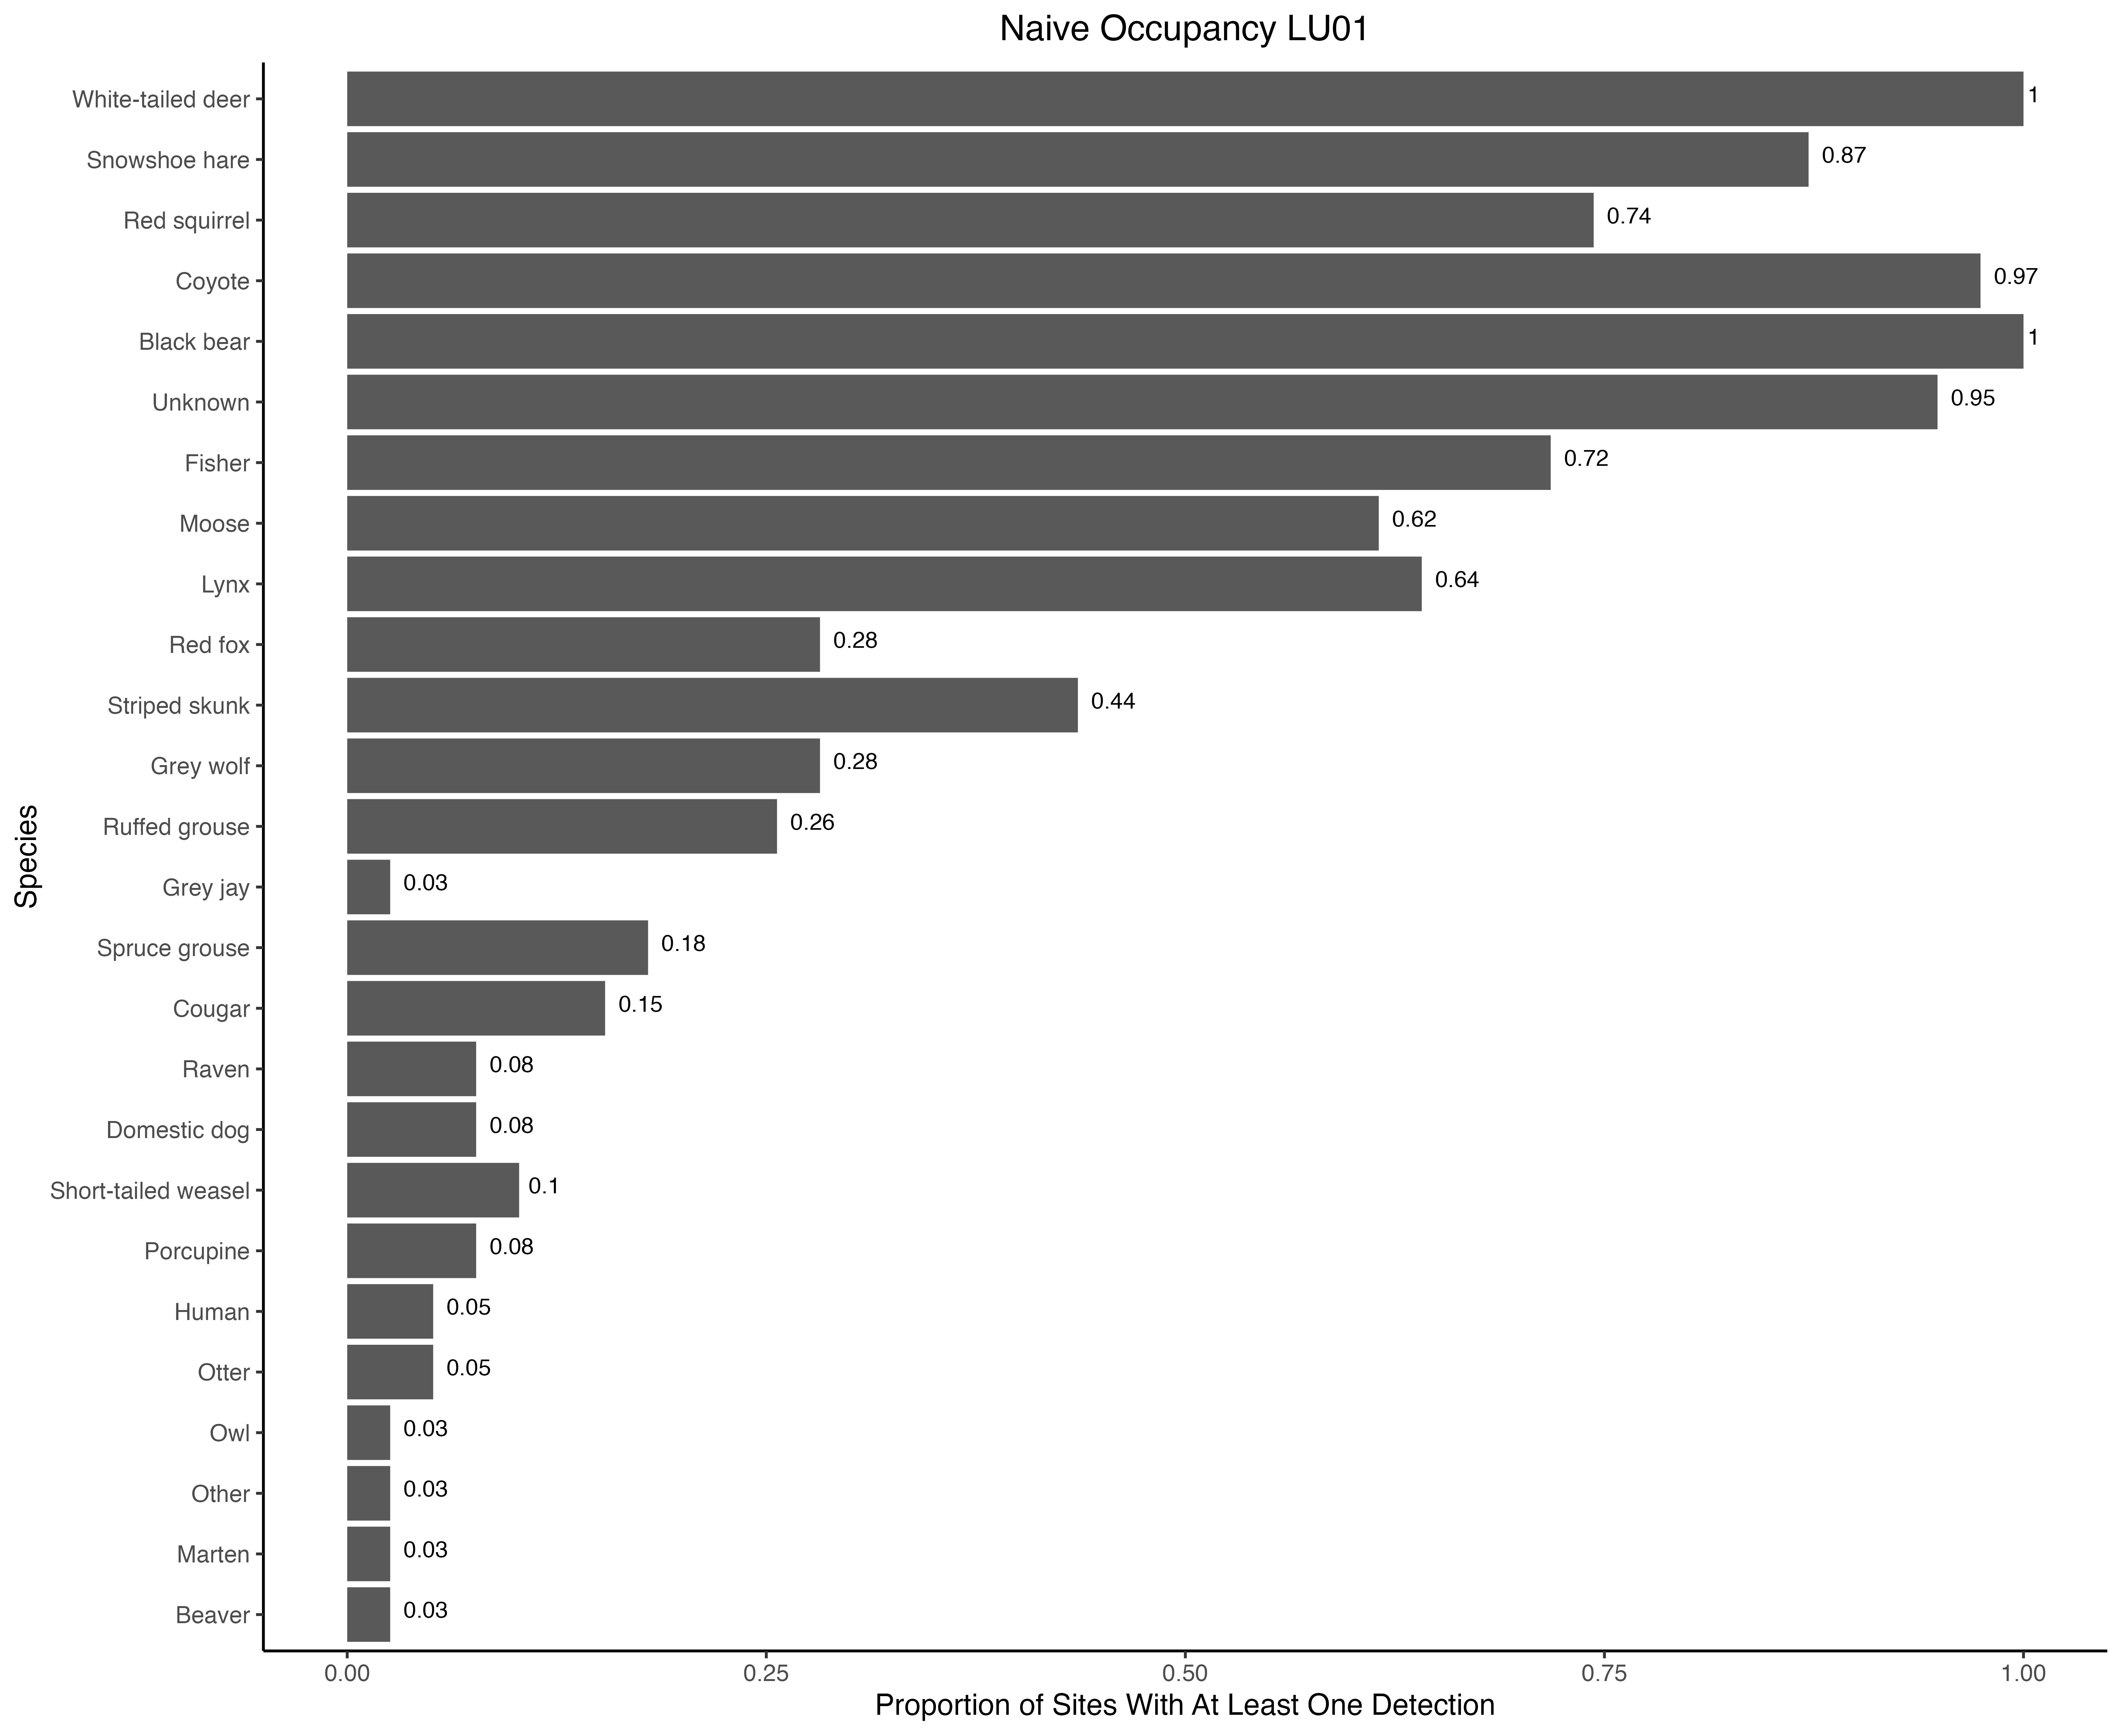 Naive Occupancy LU01
Species
White-tailed deer 1
Snowshoe hare 0.87
Red squirrel 0.74
Coyote 0.97
Black bear 1
Unknown 0.95
Fisher 0.72
Moose 0.62
Lynx 0.64
Red fox 0.28
Striped skunk 0.44
Grey wolf 0.28
Ruffed grouse 0.26
Grey jay 0.03
Spruce grouse 0.18
Cougar 0.15
Raven 0.08
Domestic dog 0.08
Short-tailed weasel 0.1
Porcupine 0.08
Human 0.05
Otter 0.05
Owl 0.03
Other 0.03
Marten 0.03
Beaver 0.03
0.00 0.25 0.50 0.75 1.00
Proportion of Sites With At Least One Detection